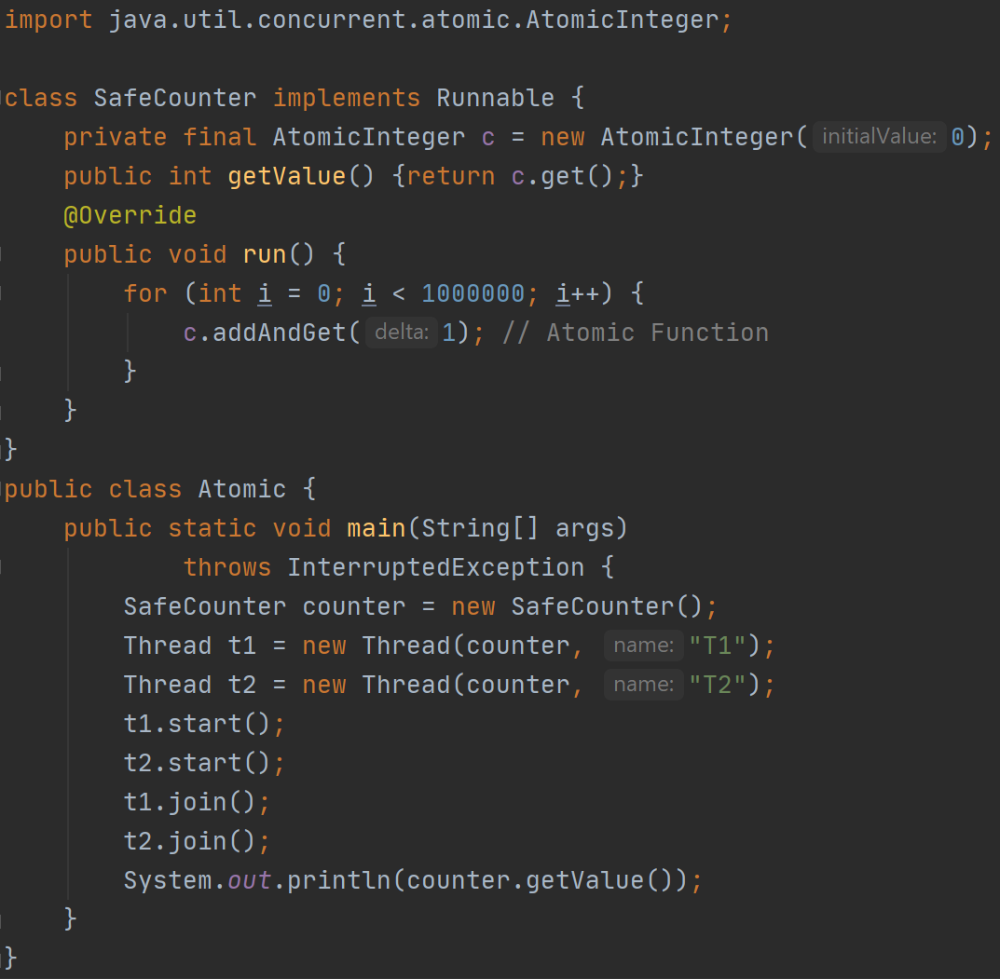 import java.util.concurrent.atomic.AtomicInteger;
class SafeCounter implements Runnable {
    private final AtomicInteger c = new AtomicInteger( initialValue: 0);
    public int getValue() {return c.get();}
    @Override
    public void run() {
        for (int i = 0; i < 1000000; i++) {
            c.addAndGet( delta: 1); // Atomic Function
        }
    }
}
public class Atomic {
    public static void main(String[] args)
            throws InterruptedException {
        SafeCounter counter = new SafeCounter();
        Thread t1 = new Thread(counter, name: "T1");
        Thread t2 = new Thread(counter, name: "T2");
        t1.start();
        t2.start();
        t1.join();
        t2.join();
        System.out.println(counter.getValue());
    }
}